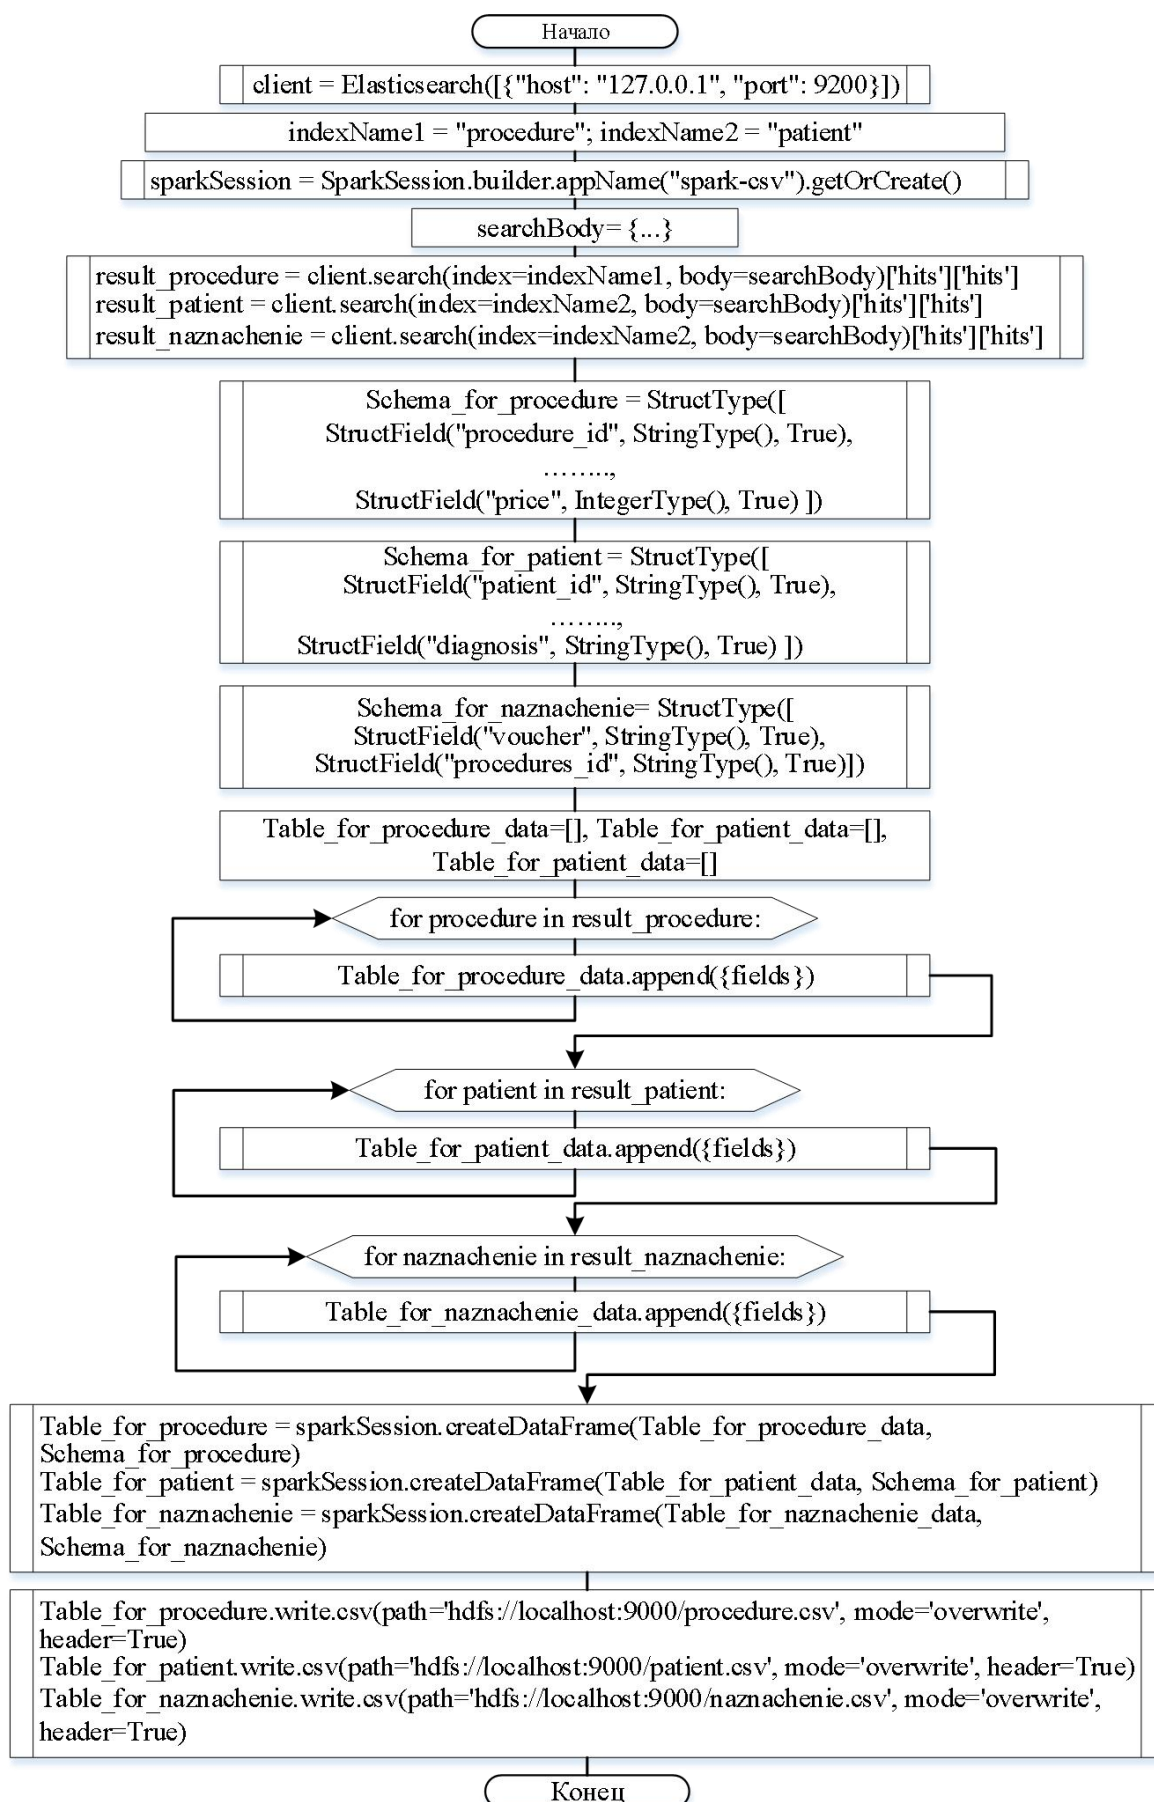 Начало
client = Elasticsearch([{"host": "127.0.0.1", "port": 9200}])
indexName1 = "procedure"; indexName2 = "patient"
sparkSession = SparkSession.builder.appName("spark-csv").getOrCreate()
searchBody= {...}
result_procedure = client.search(index=indexName1, body=searchBody)['hits']['hits']
result_patient = client.search(index=indexName2, body=searchBody)['hits']['hits']
result_naznachenie = client.search(index=indexName2, body=searchBody)['hits']['hits']
Schema_for_procedure = StructType([
StructField("procedure_id", StringType(), True),
……..,
StructField("price", IntegerType(), True) ])
Schema_for_patient = StructType([
StructField("patient_id", StringType(), True),
……..,
StructField("diagnosis", StringType(), True) ])
Schema_for_naznachenie= StructType([
StructField("voucher", StringType(), True),
StructField("procedures_id", StringType(), True)])
Table_for_procedure_data=[], Table_for_patient_data=[],
Table_for_patient_data=[]
for procedure in result_procedure:
Table_for_procedure_data.append({fields})
for patient in result_patient:
Table_for_patient_data.append({fields})
for naznachenie in result_naznachenie:
Table_for_naznachenie_data.append({fields})
Table_for_procedure = sparkSession.createDataFrame(Table_for_procedure_data,
Schema_for_procedure)
Table_for_patient = sparkSession.createDataFrame(Table_for_patient_data, Schema_for_patient)
Table_for_naznachenie = sparkSession.createDataFrame(Table_for_naznachenie_data,
Schema_for_naznachenie)
Table_for_procedure.write.csv(path='hdfs://localhost:9000/procedure.csv', mode='overwrite',
header=True)
Table_for_patient.write.csv(path='hdfs://localhost:9000/patient.csv', mode='overwrite', header=True)
Table_for_naznachenie.write.csv(path='hdfs://localhost:9000/naznachenie.csv', mode='overwrite',
header=True)
Конец